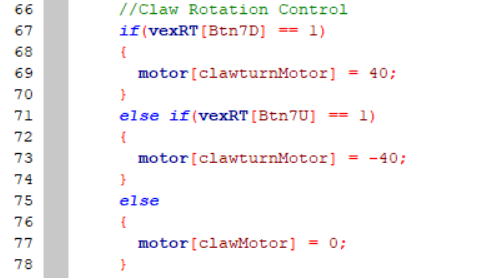 66 //Claw Rotation Control
67 if(vexRT[Btn7D] == 1)
68 {
69 motor[clawturnMotor] = 40;
70 }
71 else if(vexRT[Btn7U] == 1)
72 {
73 motor[clawturnMotor] = -40;
74 }
75 else
76 {
77 motor[clawMotor] = 0;
78 }